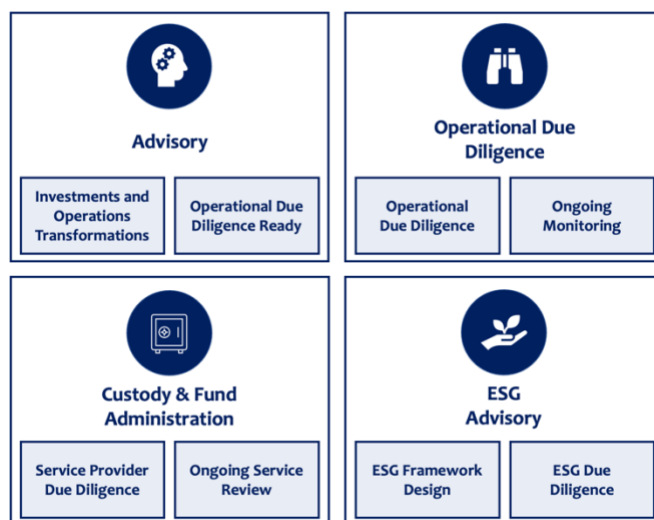 Advisory
Investments and
Operations
Transformations
Operational Due
Diligence Ready
Operational Due
Diligence
Operational
Due Diligence
Ongoing
Monitoring
Custody & Fund
Administration
Service Provider
Due Diligence
Ongoing Service
Review
ESG
Advisory
ESG Framework
Design
ESG Due
Diligence